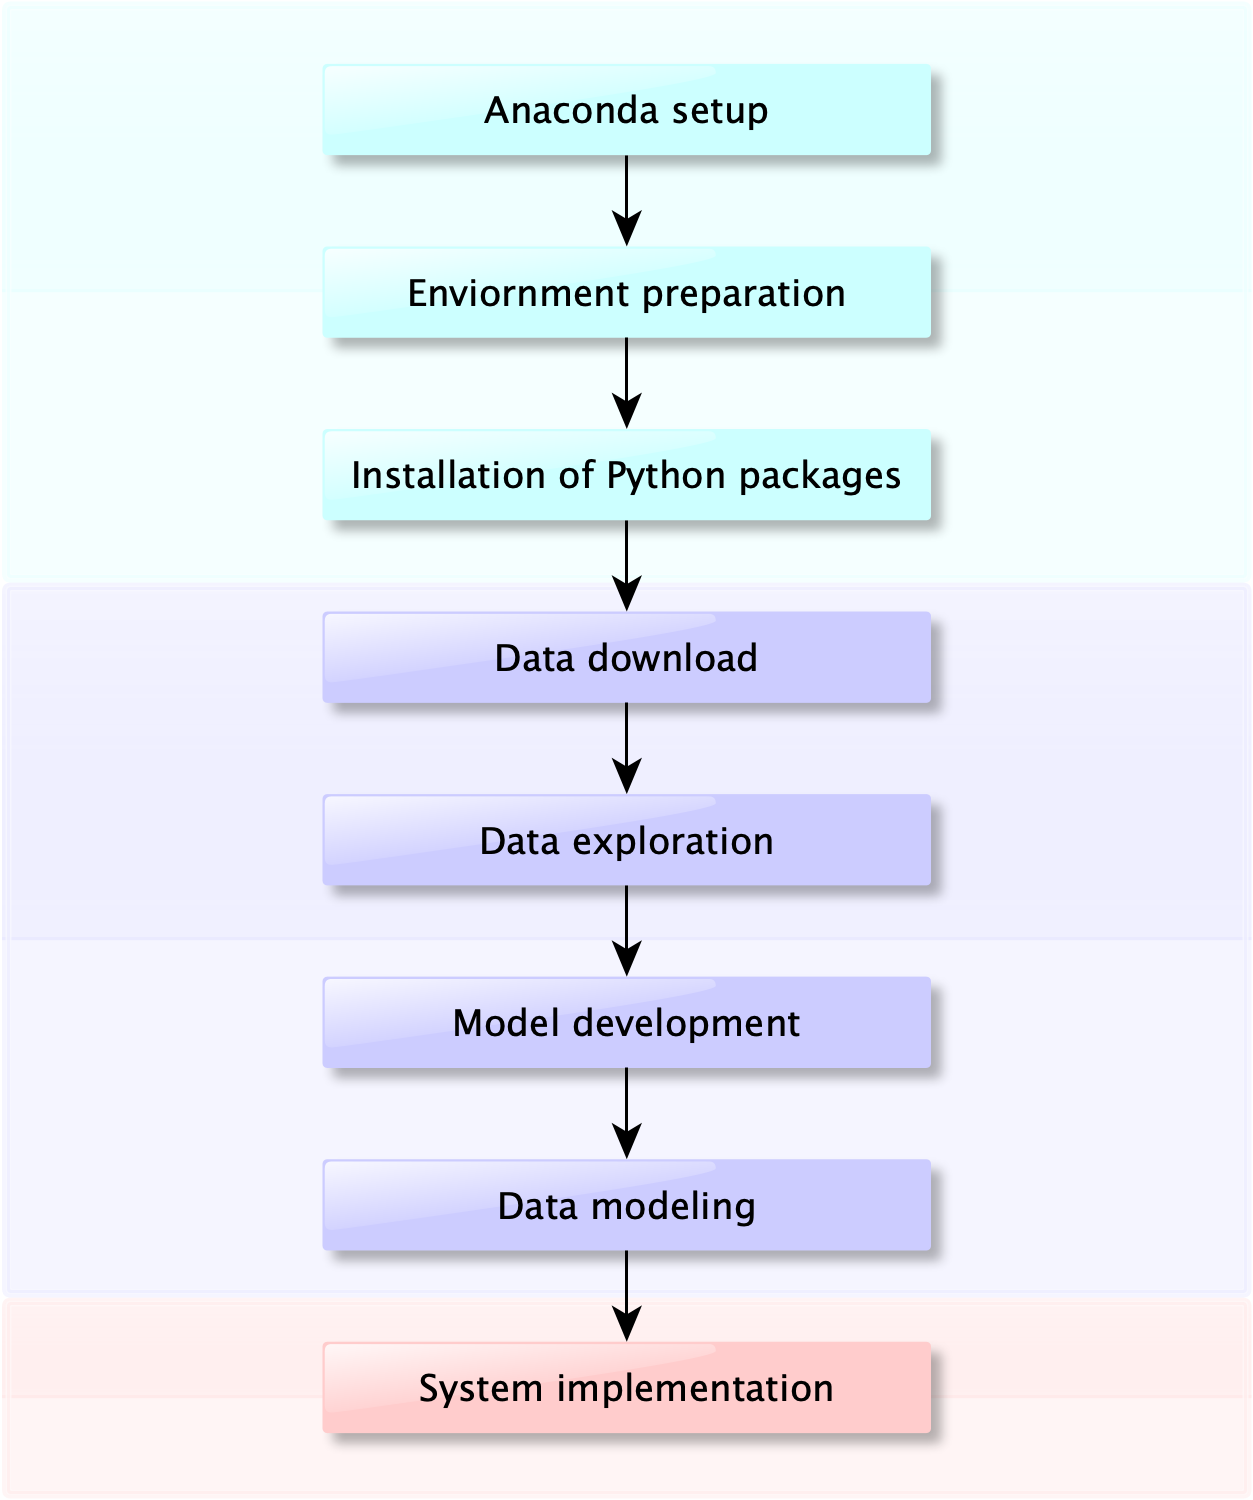 Anaconda setup
Enviornment preparation
Installation of Python packages
Data download
Data exploration
Model development
Data modeling
System implementation